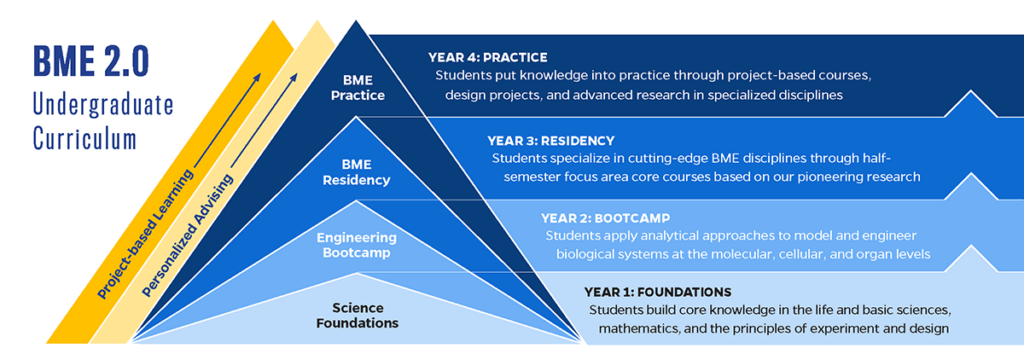 BME 2.0
Undergraduate
Curriculum
Project-based Learning
Personalized Advising
BME
Practice
BME
Residency
Engineering
Bootcamp
Science
Foundations
YEAR 4: PRACTICE
Students put knowledge into practice through project-based courses,
design projects, and advanced research in specialized disciplines
YEAR 3: RESIDENCY
Students specialize in cutting-edge BME disciplines through half-
semester focus area core courses based on our pioneering research
YEAR 2: BOOTCAMP
Students apply analytical approaches to model and engineer
biological systems at the molecular, cellular, and organ levels
YEAR 1: FOUNDATIONS
Students build core knowledge in the life and basic sciences,
mathematics, and the principles of experiment and design